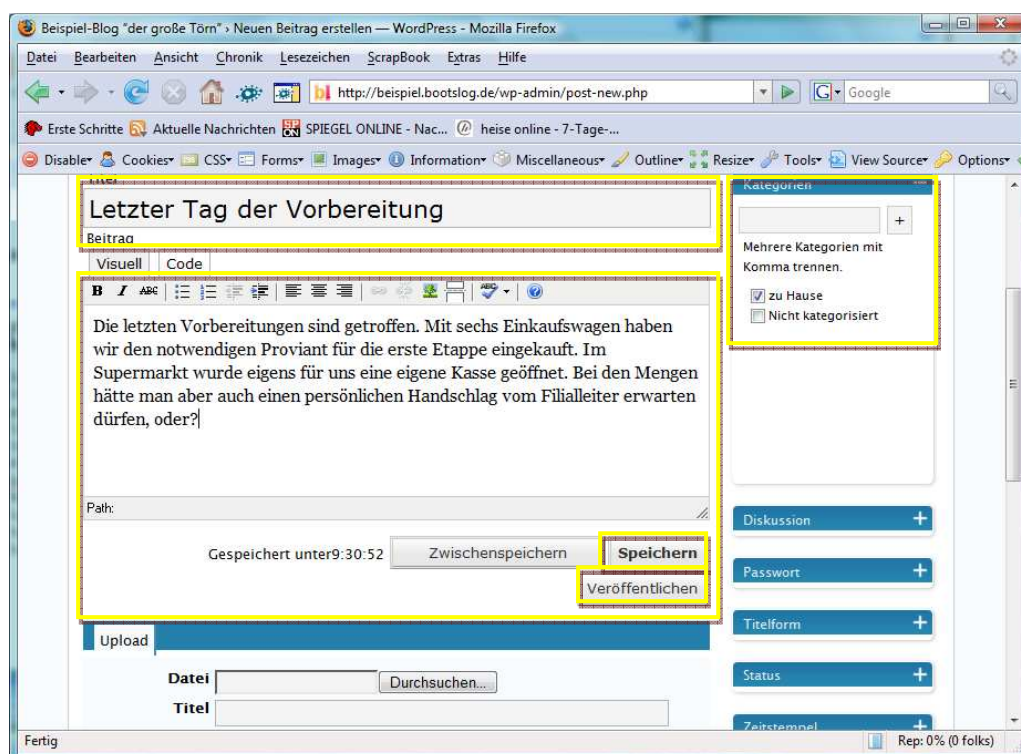 Beispiel-Blog "der große Törn" › Neuen Beitrag erstellen — WordPress - Mozilla Firefox
Datei Bearbeiten Ansicht Chronik Lesezeichen ScrapBook Extras Hilfe
http://beispiel.bootslog.de/wp-admin/post-new.php Google
Erste Schritte Aktuelle Nachrichten SPIEGEL ONLINE - Nac... heise online - 7-Tage-...
Disable Cookies CSS Forms Images Information Miscellaneous Outline Resize Tools View Source Options
Titel
Letzter Tag der Vorbereitung
Beitrag
Visuell Code
B I ABC
Die letzten Vorbereitungen sind getroffen. Mit sechs Einkaufswagen haben
wir den notwendigen Proviant für die erste Etappe eingekauft. Im
Supermarkt wurde eigens für uns eine eigene Kasse geöffnet. Bei den Mengen
hätte man aber auch einen persönlichen Handschlag vom Filialleiter erwarten
dürfen, oder?
Path:
Gespeichert unter9:30:52 Zwischenspeichern Speichern
Veröffentlichen
Upload
Datei Durchsuchen...
Titel
Kategorien
+
Mehrere Kategorien mit
Komma trennen.
zu Hause
Nicht kategorisiert
Diskussion +
Passwort +
Titelform +
Status +
Zeitstempel +
Fertig Rep: 0% (0 folks)